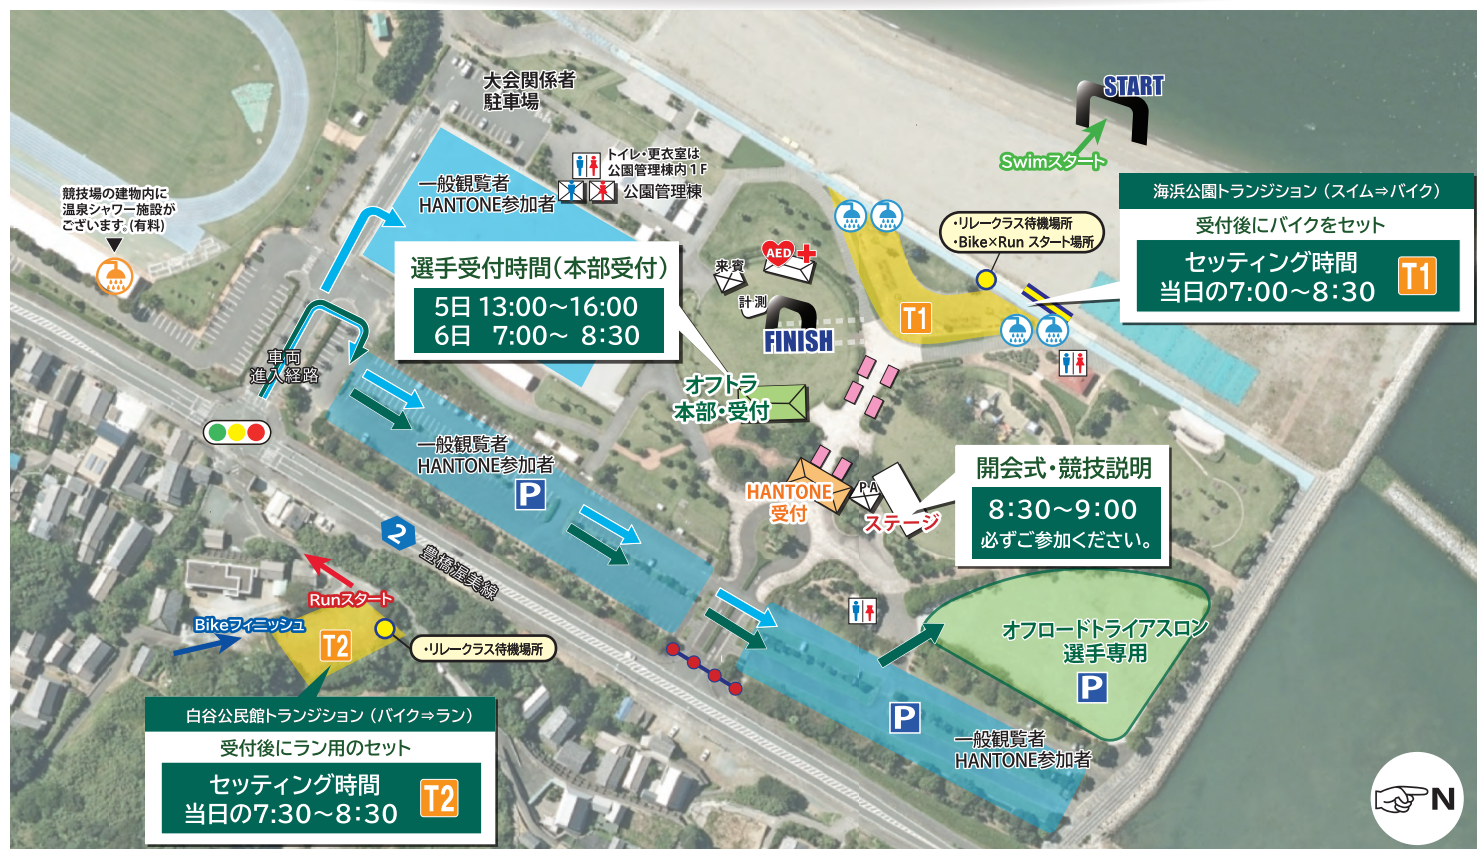 大会関係者
駐車場
START
Swimスタート
トイレ・更衣室は
公園管理棟内1F
公園管理棟
一般観覧者
HANTONE参加者
競技場の建物内に
温泉シャワー施設が
ございます。(有料)
海浜公園トランジション (スイム⇒バイク)
受付後にバイクをセット
セッティング時間
当日の7:00〜8:30
T1
・リレークラス待機場所
・Bike×Run スタート場所
選手受付時間(本部受付)
5日 13:00〜16:00
6日 7:00〜 8:30
AED
来賓
計測
FINISH
T1
車両
進入経路
オフトラ
本部・受付
一般観覧者
HANTONE参加者
P
HANTONE
受付
PA
ステージ
開会式・競技説明
8:30〜9:00
必ずご参加ください。
2
豊橋渥美線
Runスタート
Bikeフィニッシュ
T2
・リレークラス待機場所
オフロードトライアスロン
選手専用
P
P
一般観覧者
HANTONE参加者
白谷公民館トランジション (バイク⇒ラン)
受付後にラン用のセット
セッティング時間
当日の7:30〜8:30
T2
N